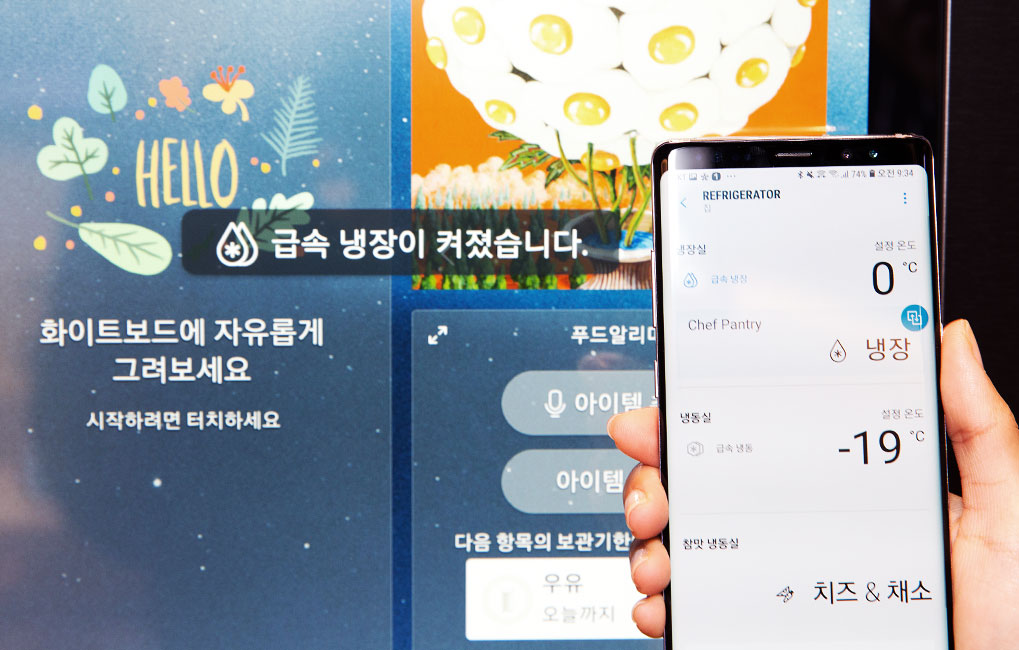 HELLO
급속 냉장이 켜졌습니다.
화이트보드에 자유롭게
그려보세요
시작하려면 터치하세요
푸드알리미
아이템
아이템
다음 항목의 보관기한
우유
오늘까지
74% 오전 9:34
REFRIGERATOR
집
냉장실
설정 온도
급속 냉장
0 °C
Chef Pantry
냉장
냉동실
설정 온도
급속 냉동
-19 °C
참맛 냉동실
치즈 & 채소